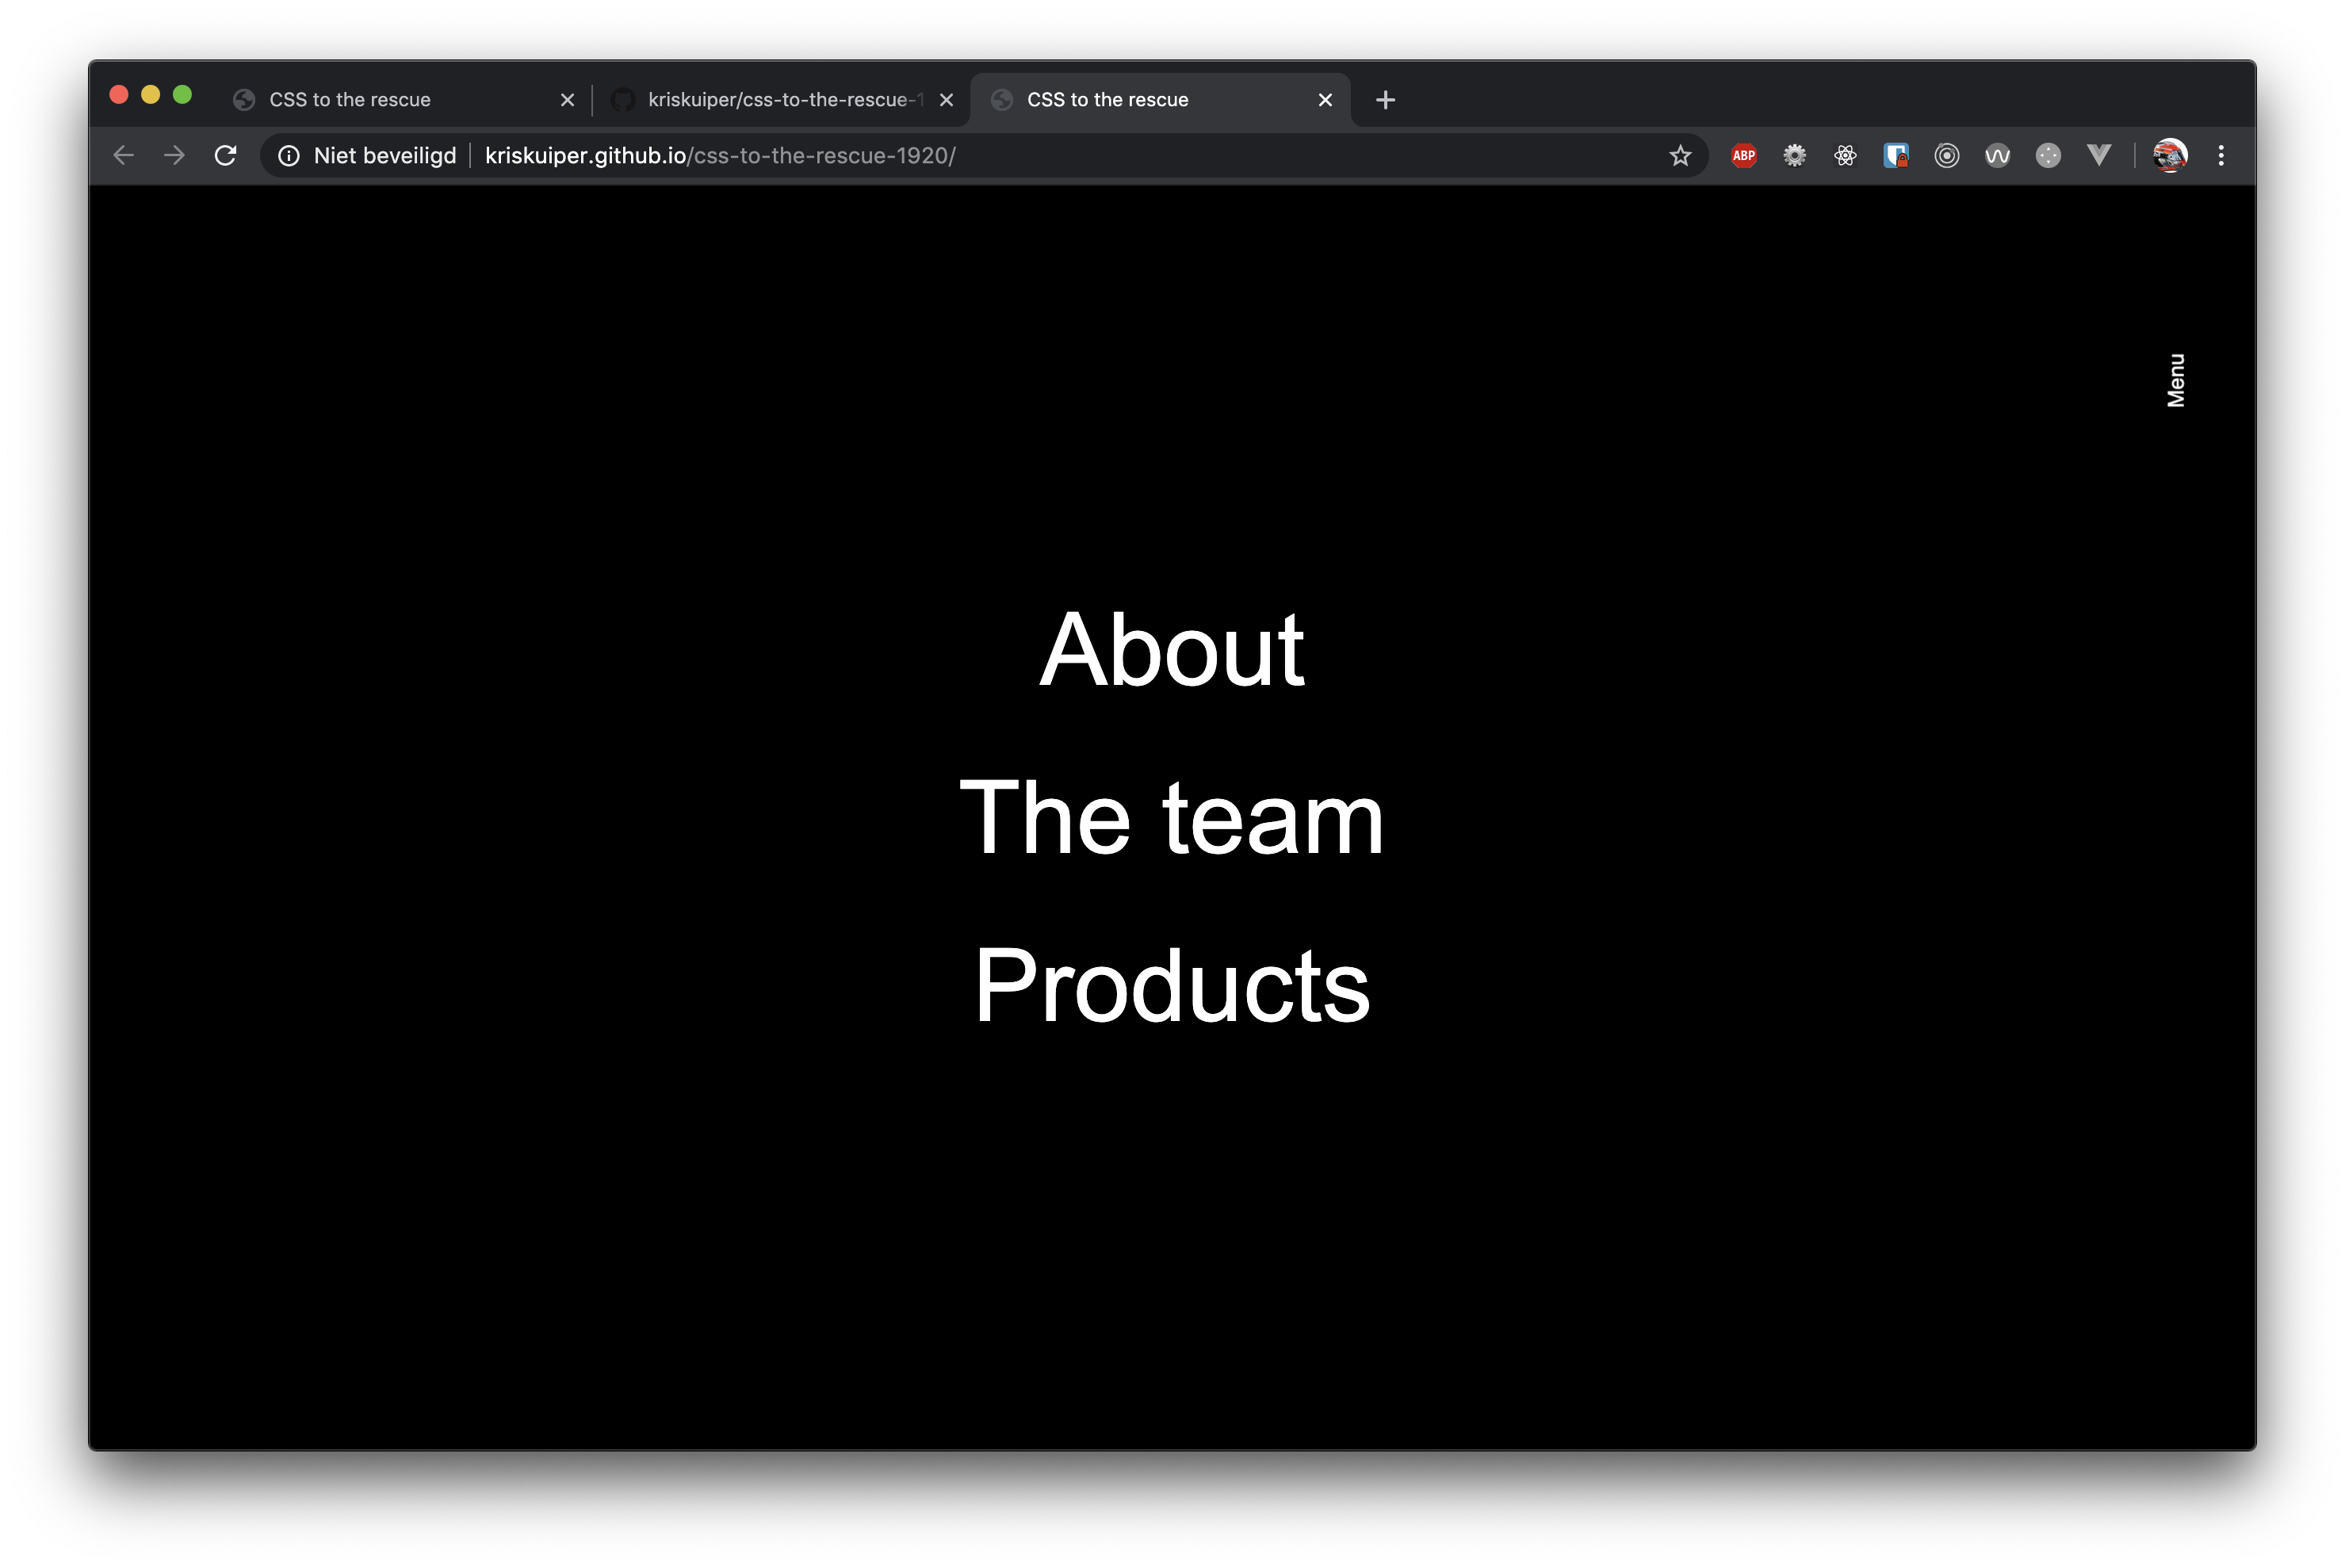 CSS to the rescue
kriskuiper/css-to-the-rescue-1
CSS to the rescue
Niet beveiligd
kriskuiper.github.io/css-to-the-rescue-1920/
ABP
Menu
About
The team
Products